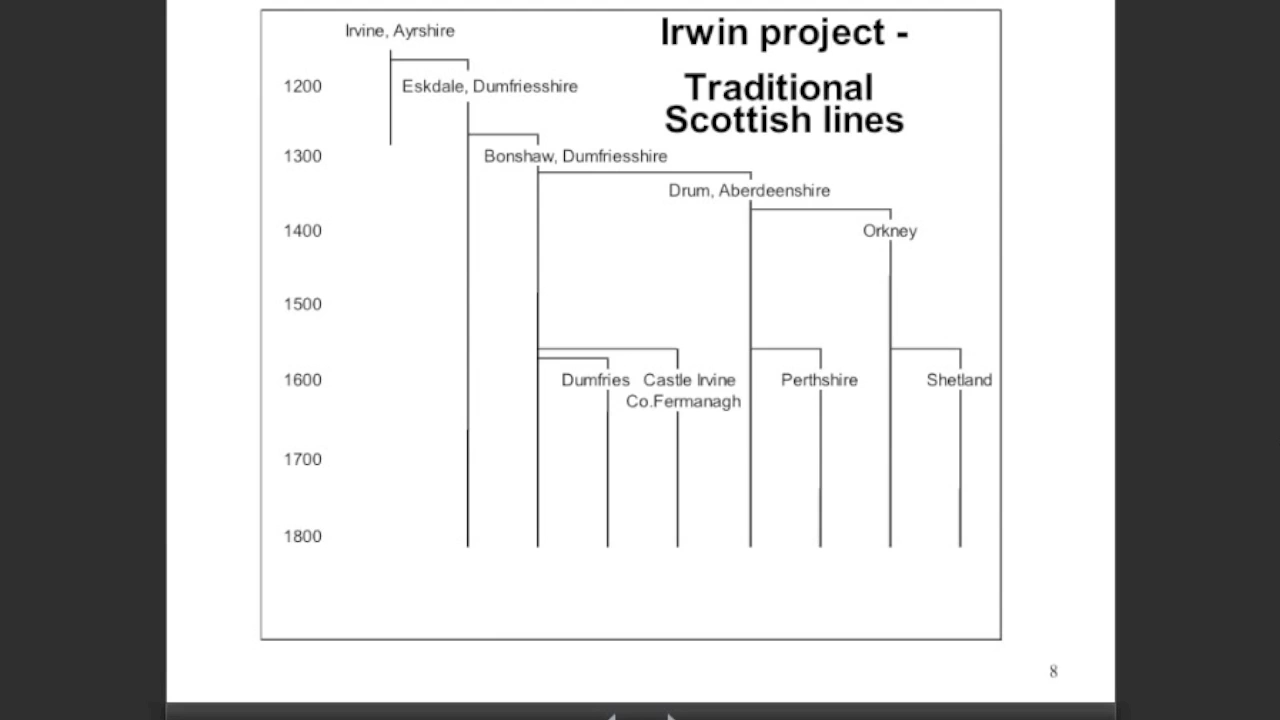 Irwin project -
Traditional
Scottish lines
Irvine, Ayrshire
1200
Eskdale, Dumfriesshire
1300
Bonshaw, Dumfriesshire
Drum, Aberdeenshire
1400
Orkney
1500
1600
Dumfries
Castle Irvine
Co.Fermanagh
Perthshire
Shetland
1700
1800
8